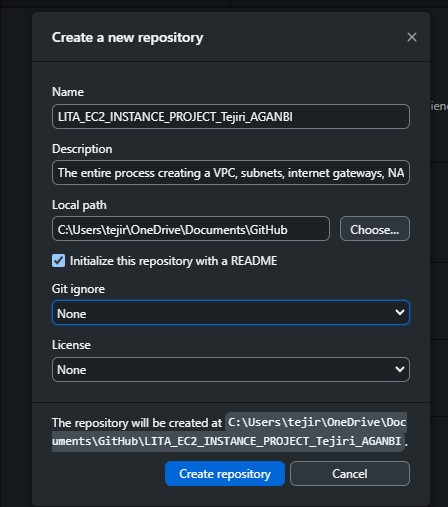 Create a new repository
Name
LITA_EC2_INSTANCE_PROJECT_Tejiri_AGANBI
Description
The entire process creating a VPC, subnets, internet gateways, NA
Local path
C:\Users\tejir\OneDrive\Documents\GitHub
Choose...
Initialize this repository with a README
Git ignore
None
License
None
The repository will be created at C:\Users\tejir\OneDrive\Doc
uments\GitHub\LITA_EC2_INSTANCE_PROJECT_Tejiri_AGANBI.
Create repository
Cancel